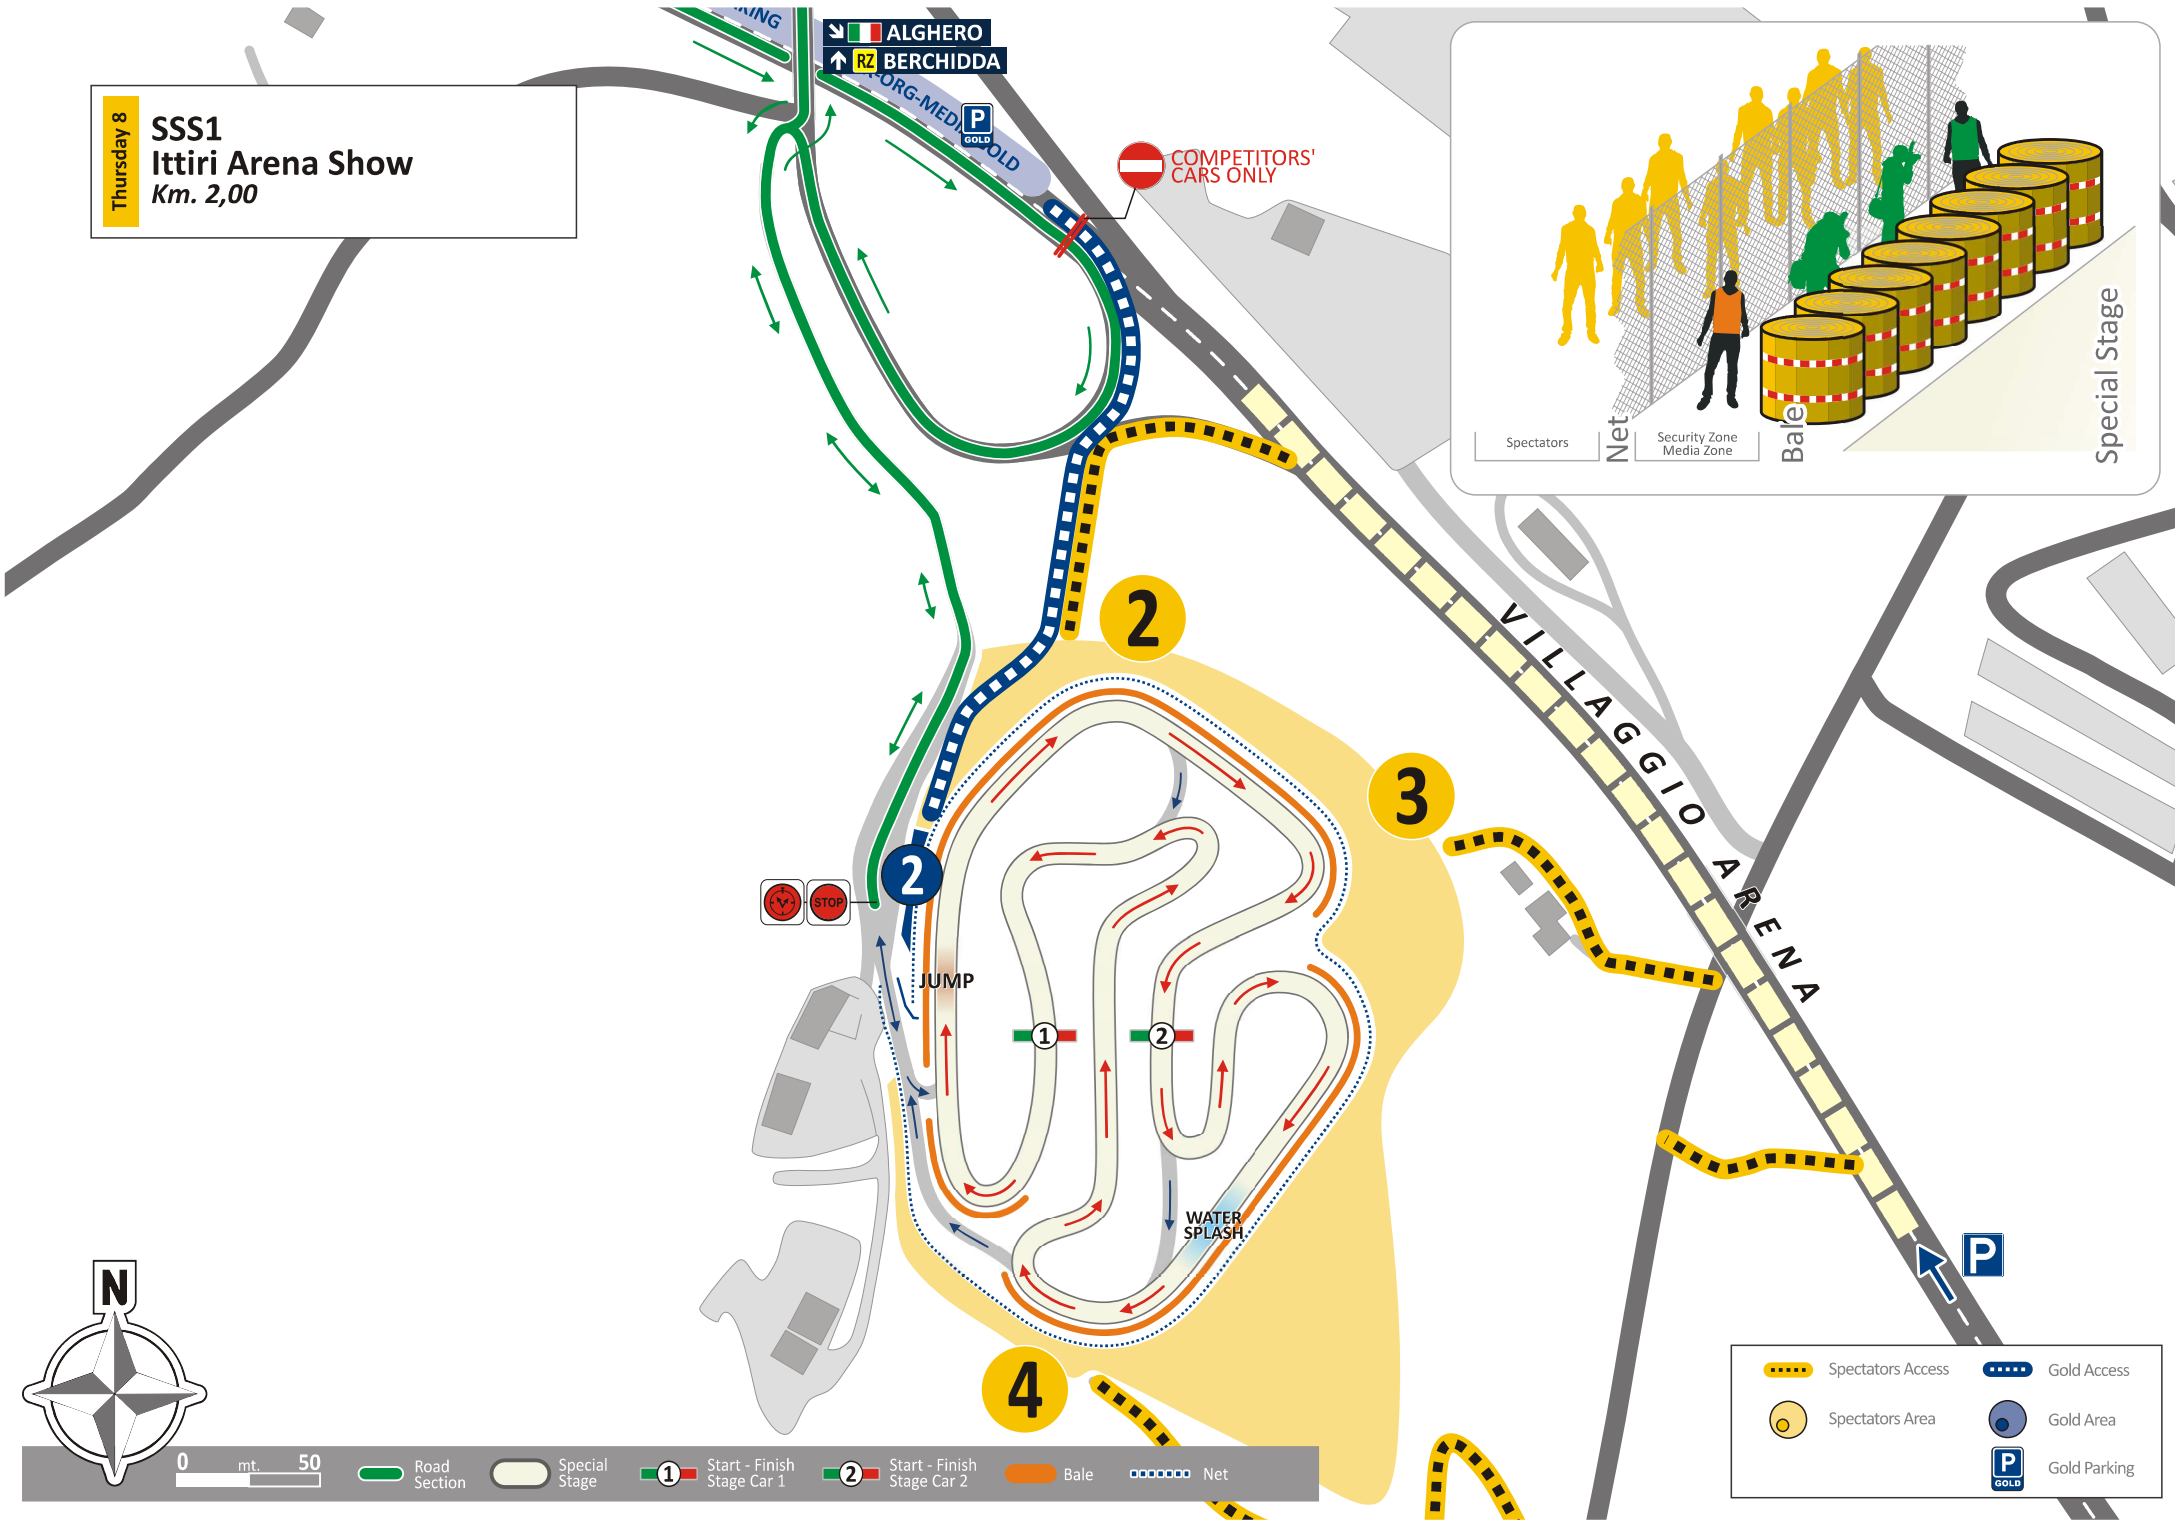 Thursday 8
SSS1
Ittiri Arena Show
Km. 2,00
ALGHERO
RZ BERCHIDDA
P
GOLD
COMPETITORS'
CARS ONLY
Spectators
Net
Security Zone
Media Zone
Bale
Special Stage
2
3
2
STOP
JUMP
1
2
WATER
SPLASH
4
VILLAGGIO ARENA
P
N
0 mt. 50
Road
Section
Special
Stage
1
Start - Finish
Stage Car 1
2
Start - Finish
Stage Car 2
Bale
Net
Spectators Access
Gold Access
Spectators Area
Gold Area
P
GOLD
Gold Parking